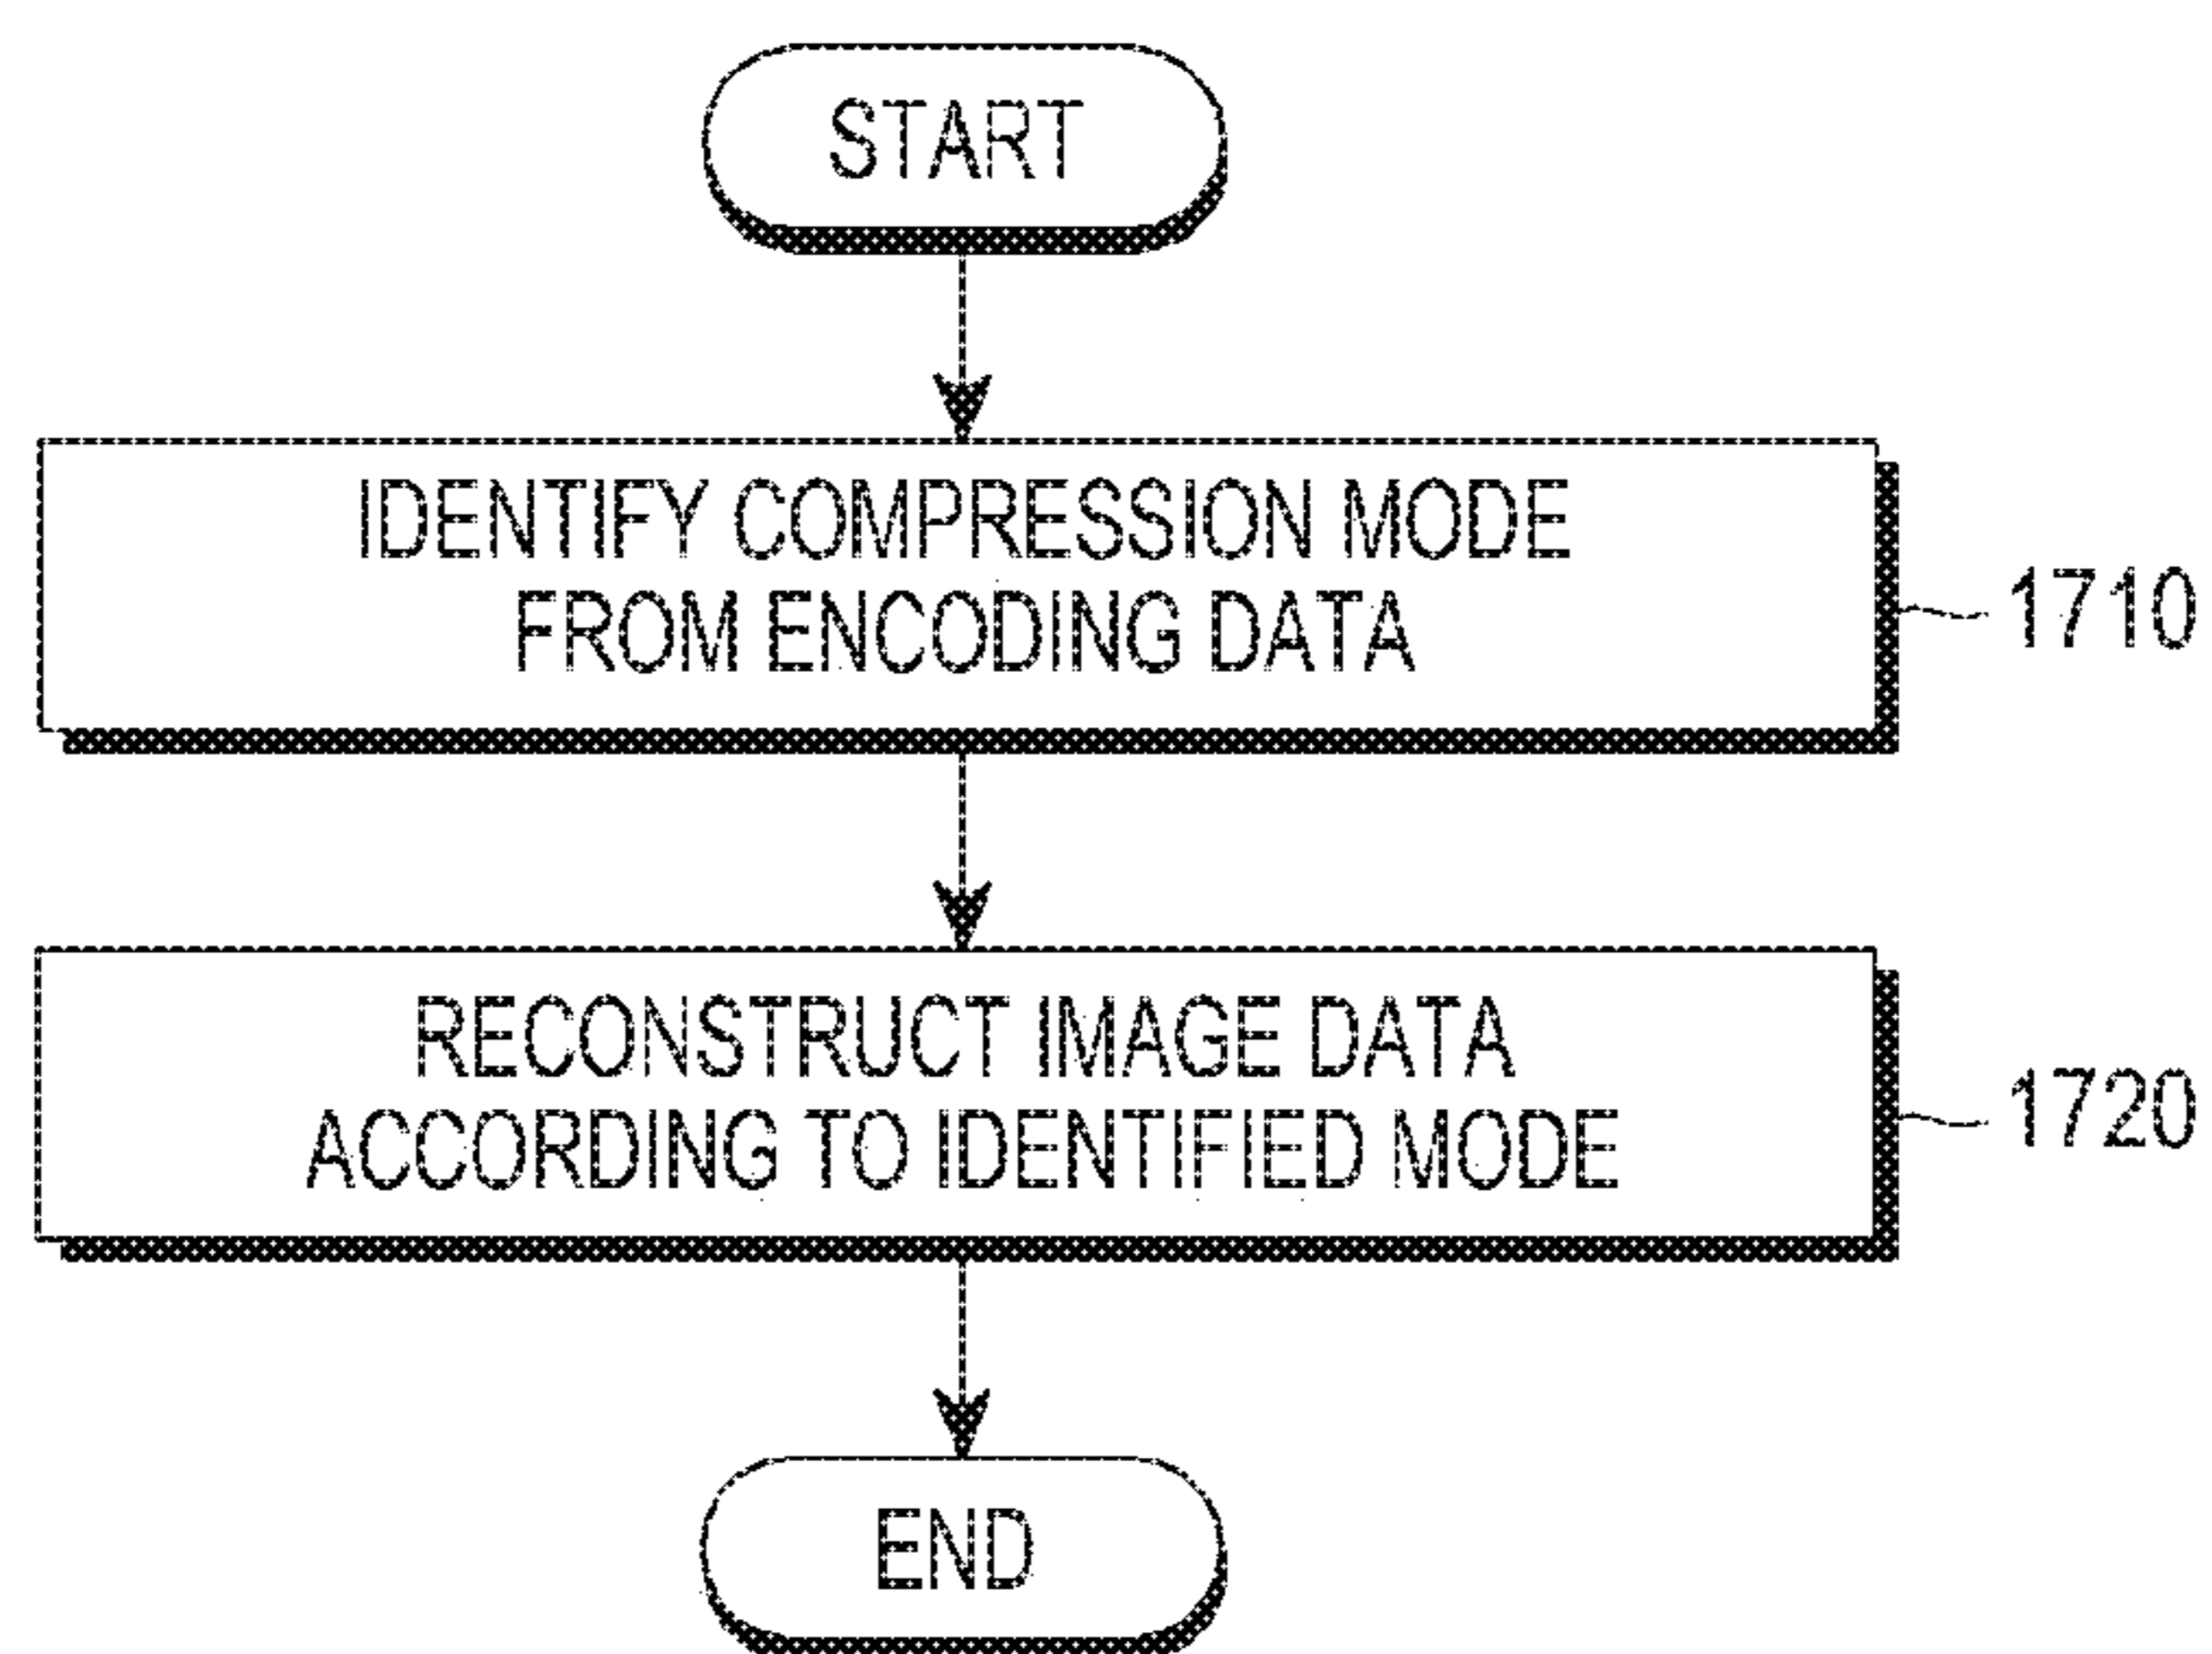 START
IDENTIFY COMPRESSION MODE
FROM ENCODING DATA
1710
RECONSTRUCT IMAGE DATA
ACCORDING TO IDENTIFIED MODE
1720
END